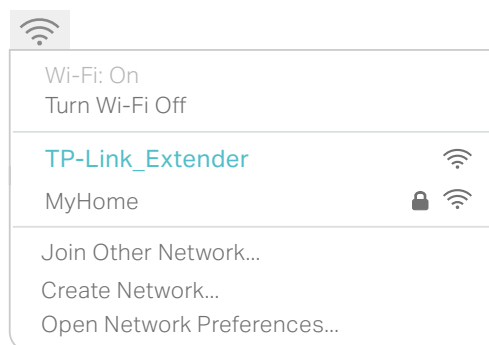 Wi-Fi: On
Turn Wi-Fi Off
TP-Link_Extender
MyHome
Join Other Network...
Create Network...
Open Network Preferences...